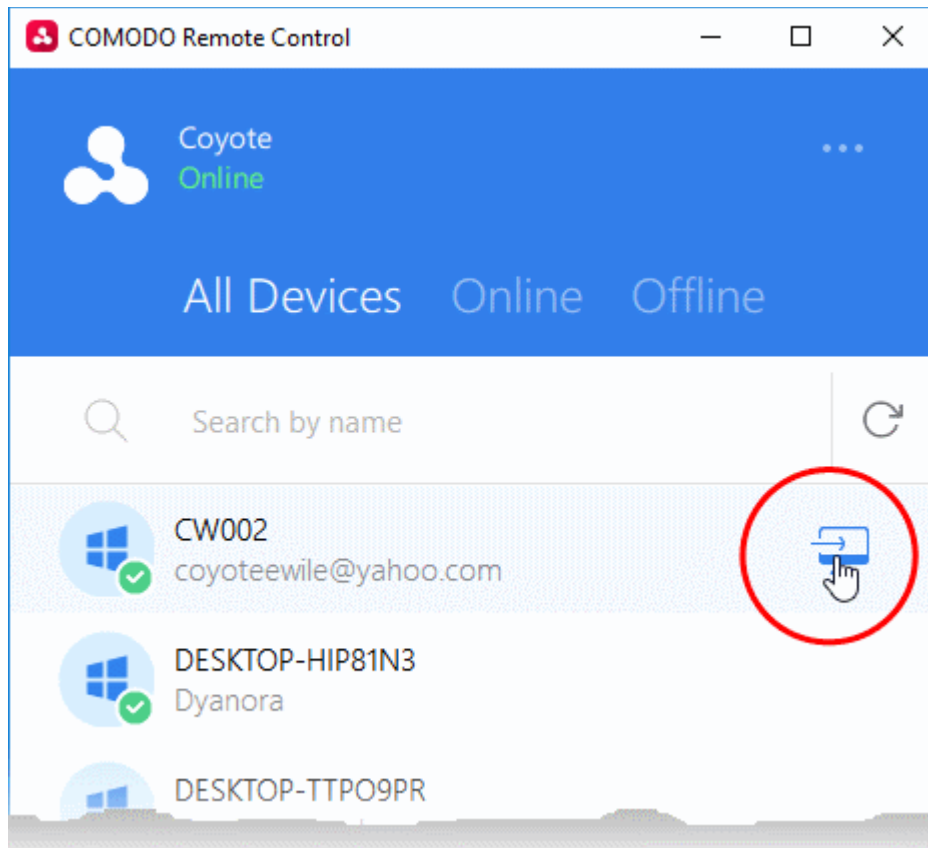 COMODO Remote Control
Coyote
Online
All Devices Online Offline
Search by name
CW002
coyoteewile@yahoo.com
DESKTOP-HIP81N3
Dyanora
DESKTOP-TTPO9PR